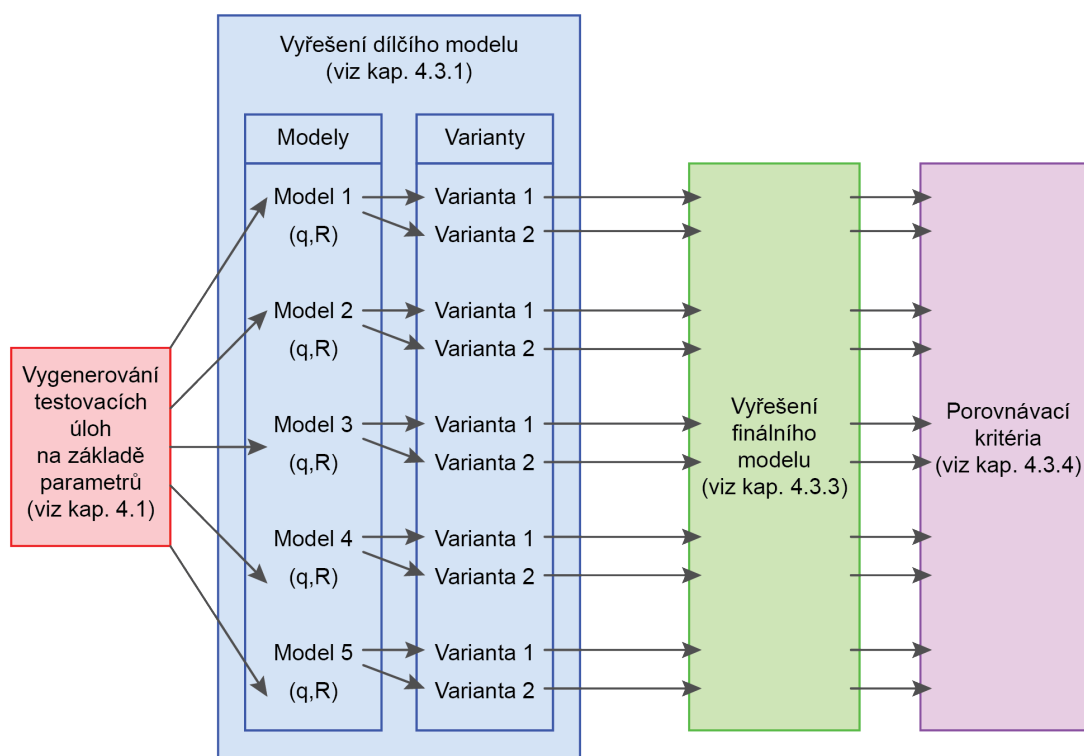 Vyřešení dílčího modelu
(viz kap. 4.3.1)
Modely
Varianty
Model 1
(q,R)
Varianta 1
Varianta 2
Model 2
(q,R)
Varianta 1
Varianta 2
Model 3
(q,R)
Varianta 1
Varianta 2
Model 4
(q,R)
Varianta 1
Varianta 2
Model 5
(q,R)
Varianta 1
Varianta 2
Vygenerování
testovacích
úloh
na základě
parametrů
(viz kap. 4.1)
Vyřešení
finálního
modelu
(viz kap. 4.3.3)
Porovnávací
kritéria
(viz kap. 4.3.4)